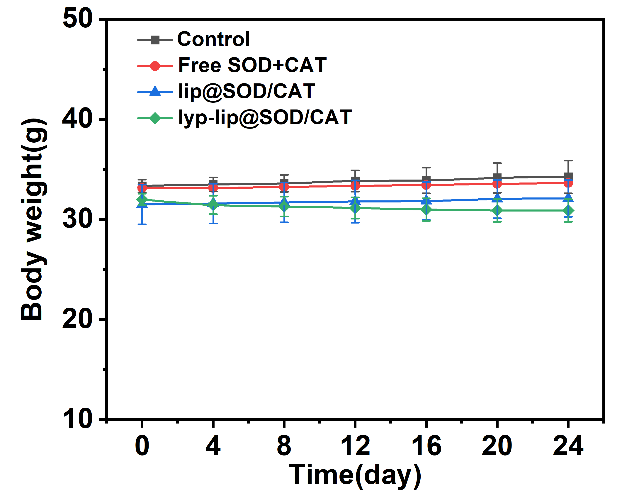 50
40
30
20
10
Body weight(g)
Control
Free SOD+CAT
lip@SOD/CAT
lyp-lip@SOD/CAT
0 4 8 12 16 20 24
Time(day)